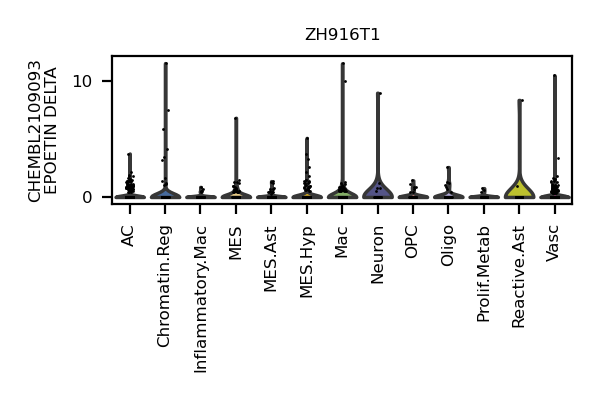 ZH916T1
CHEMBL2109093
EPOETIN DELTA
10
0
AC
Chromatin.Reg
Inflammatory.Mac
MES
MES.Ast
MES.Hyp
Mac
Neuron
OPC
Oligo
Prolif.Metab
Reactive.Ast
Vasc